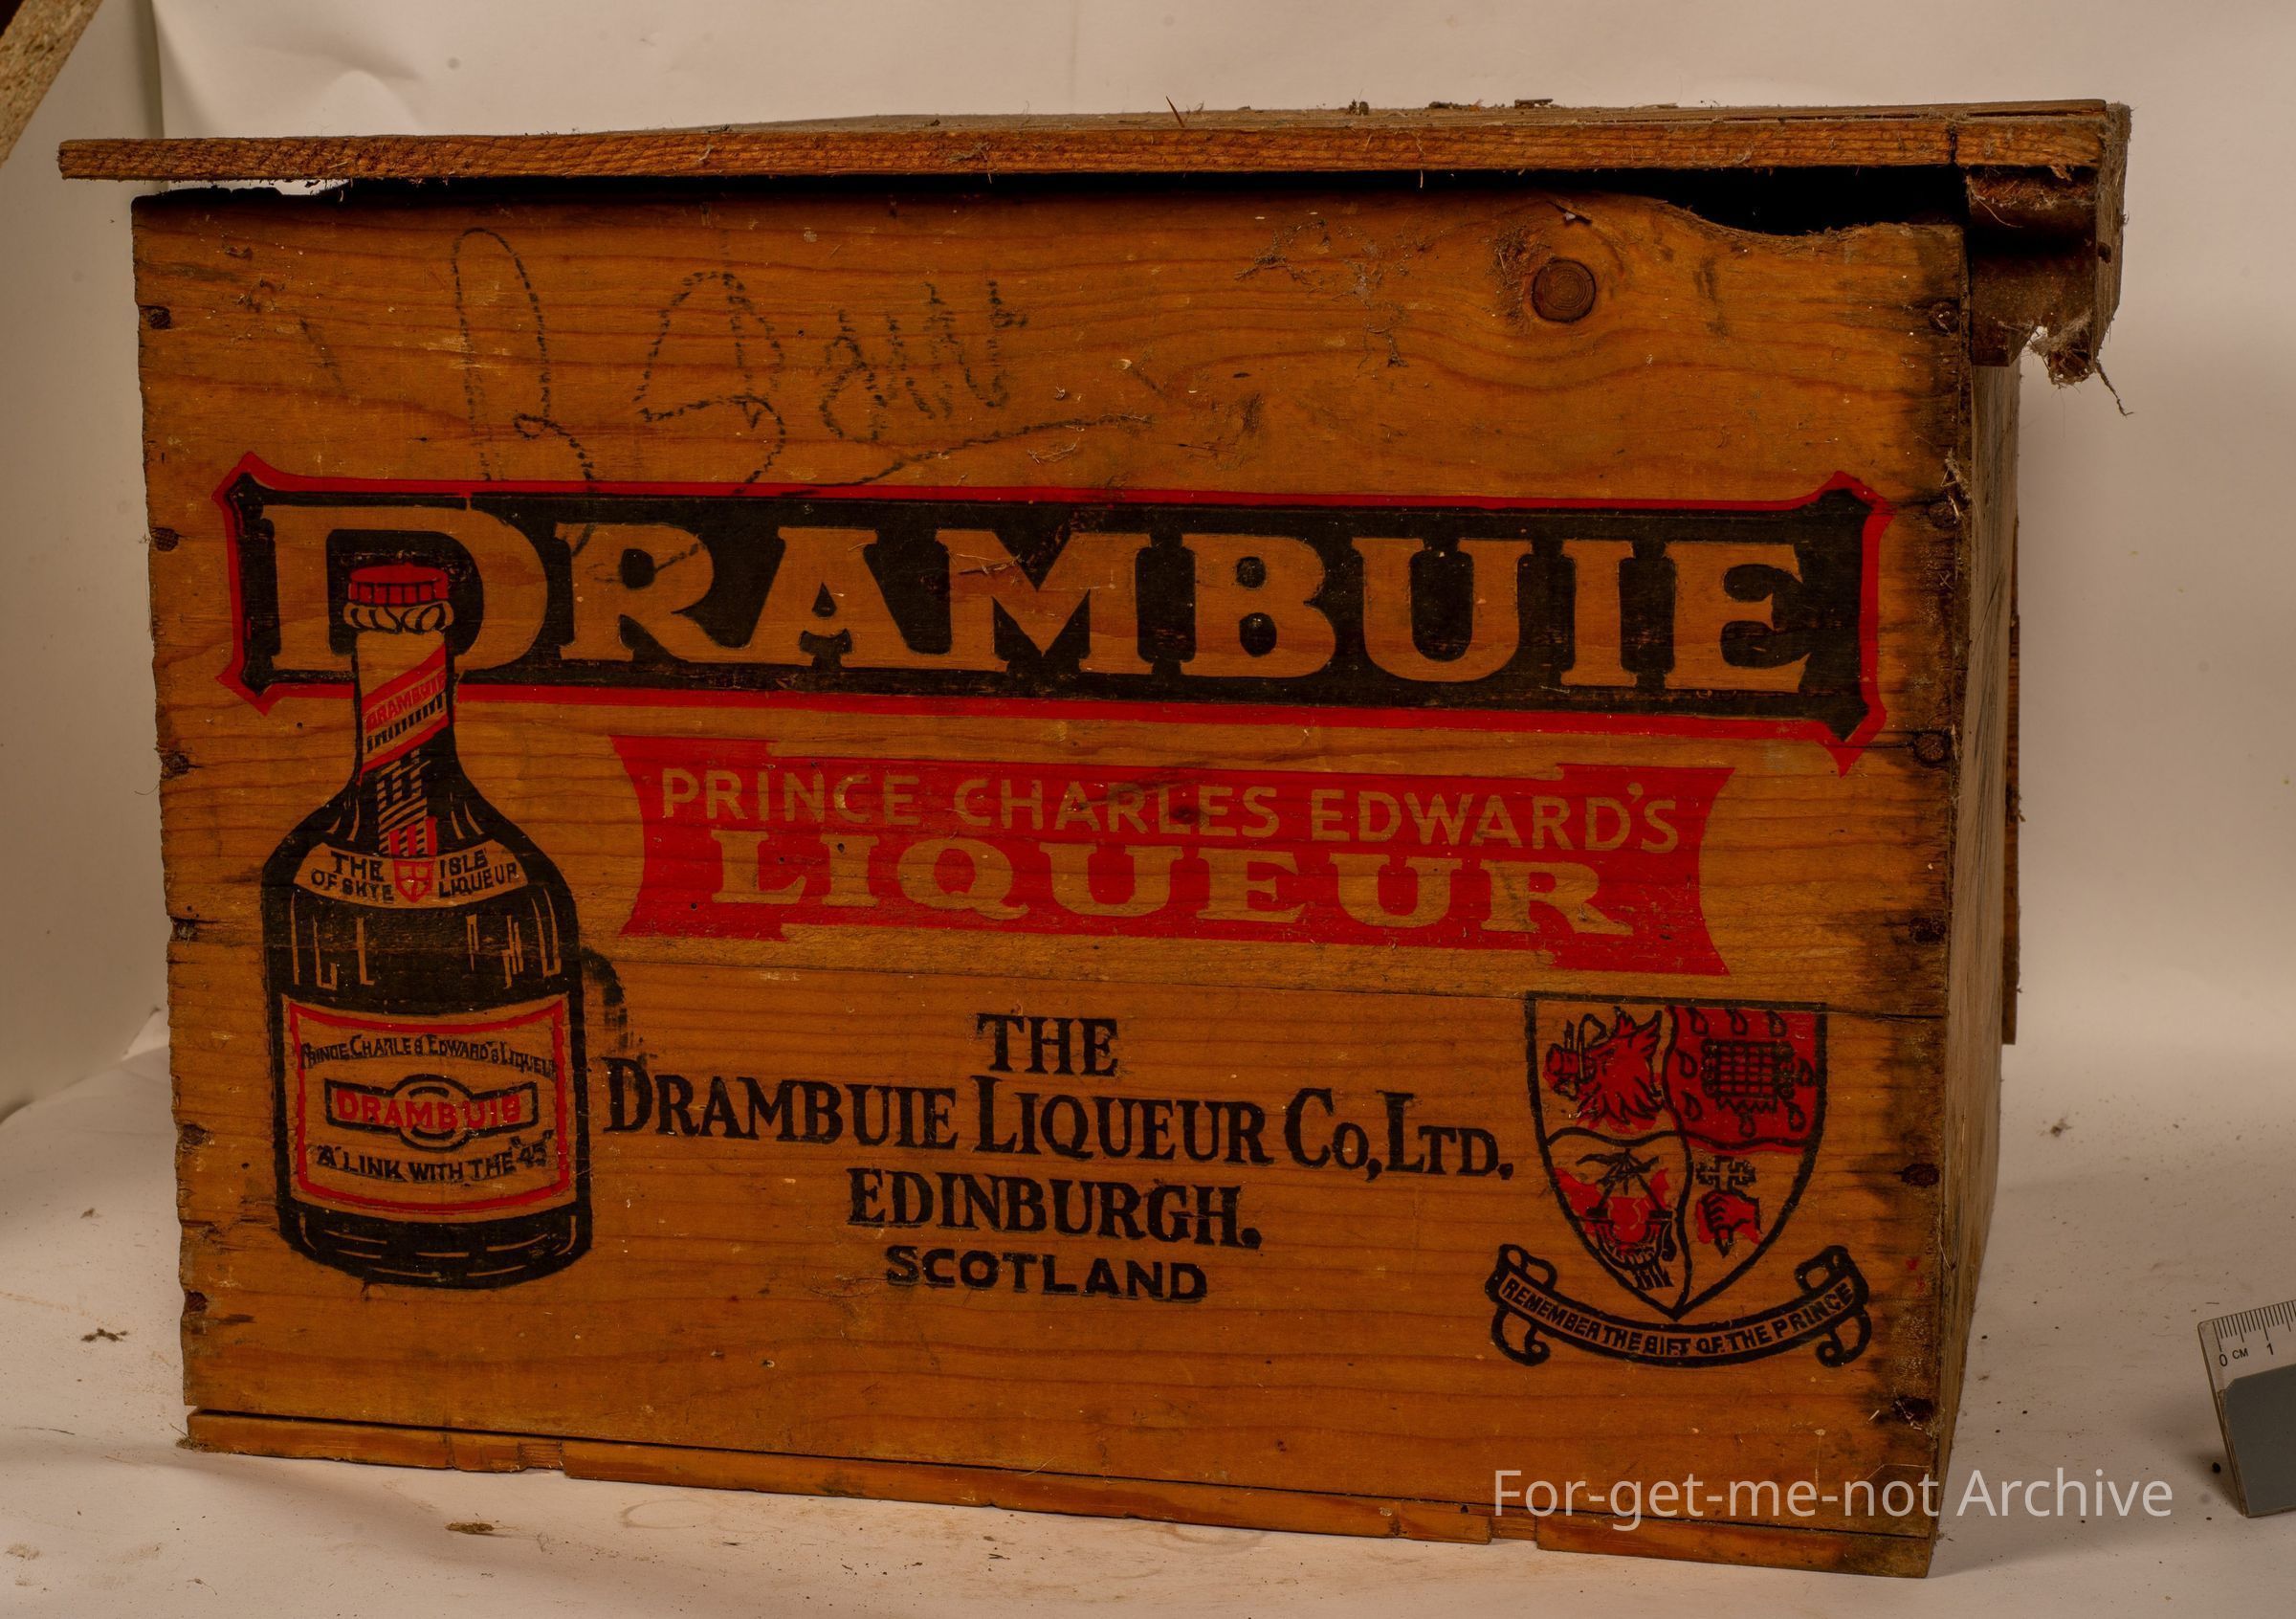 DRAMBUIE
PRINCE CHARLES EDWARD'S
LIQUEUR
DRAMBUIE
THE ISLE
OF SKYE LIQUEUR
PRINCE CHARLES EDWARD'S LIQUEUR
DRAMBUIE
"A" LINK WITH THE "45"
THE
DRAMBUIE LIQUEUR CO, LTD.
EDINBURGH.
SCOTLAND
REMEMBER THE GIFT OF THE PRINCE
0 CM 1
For-get-me-not Archive